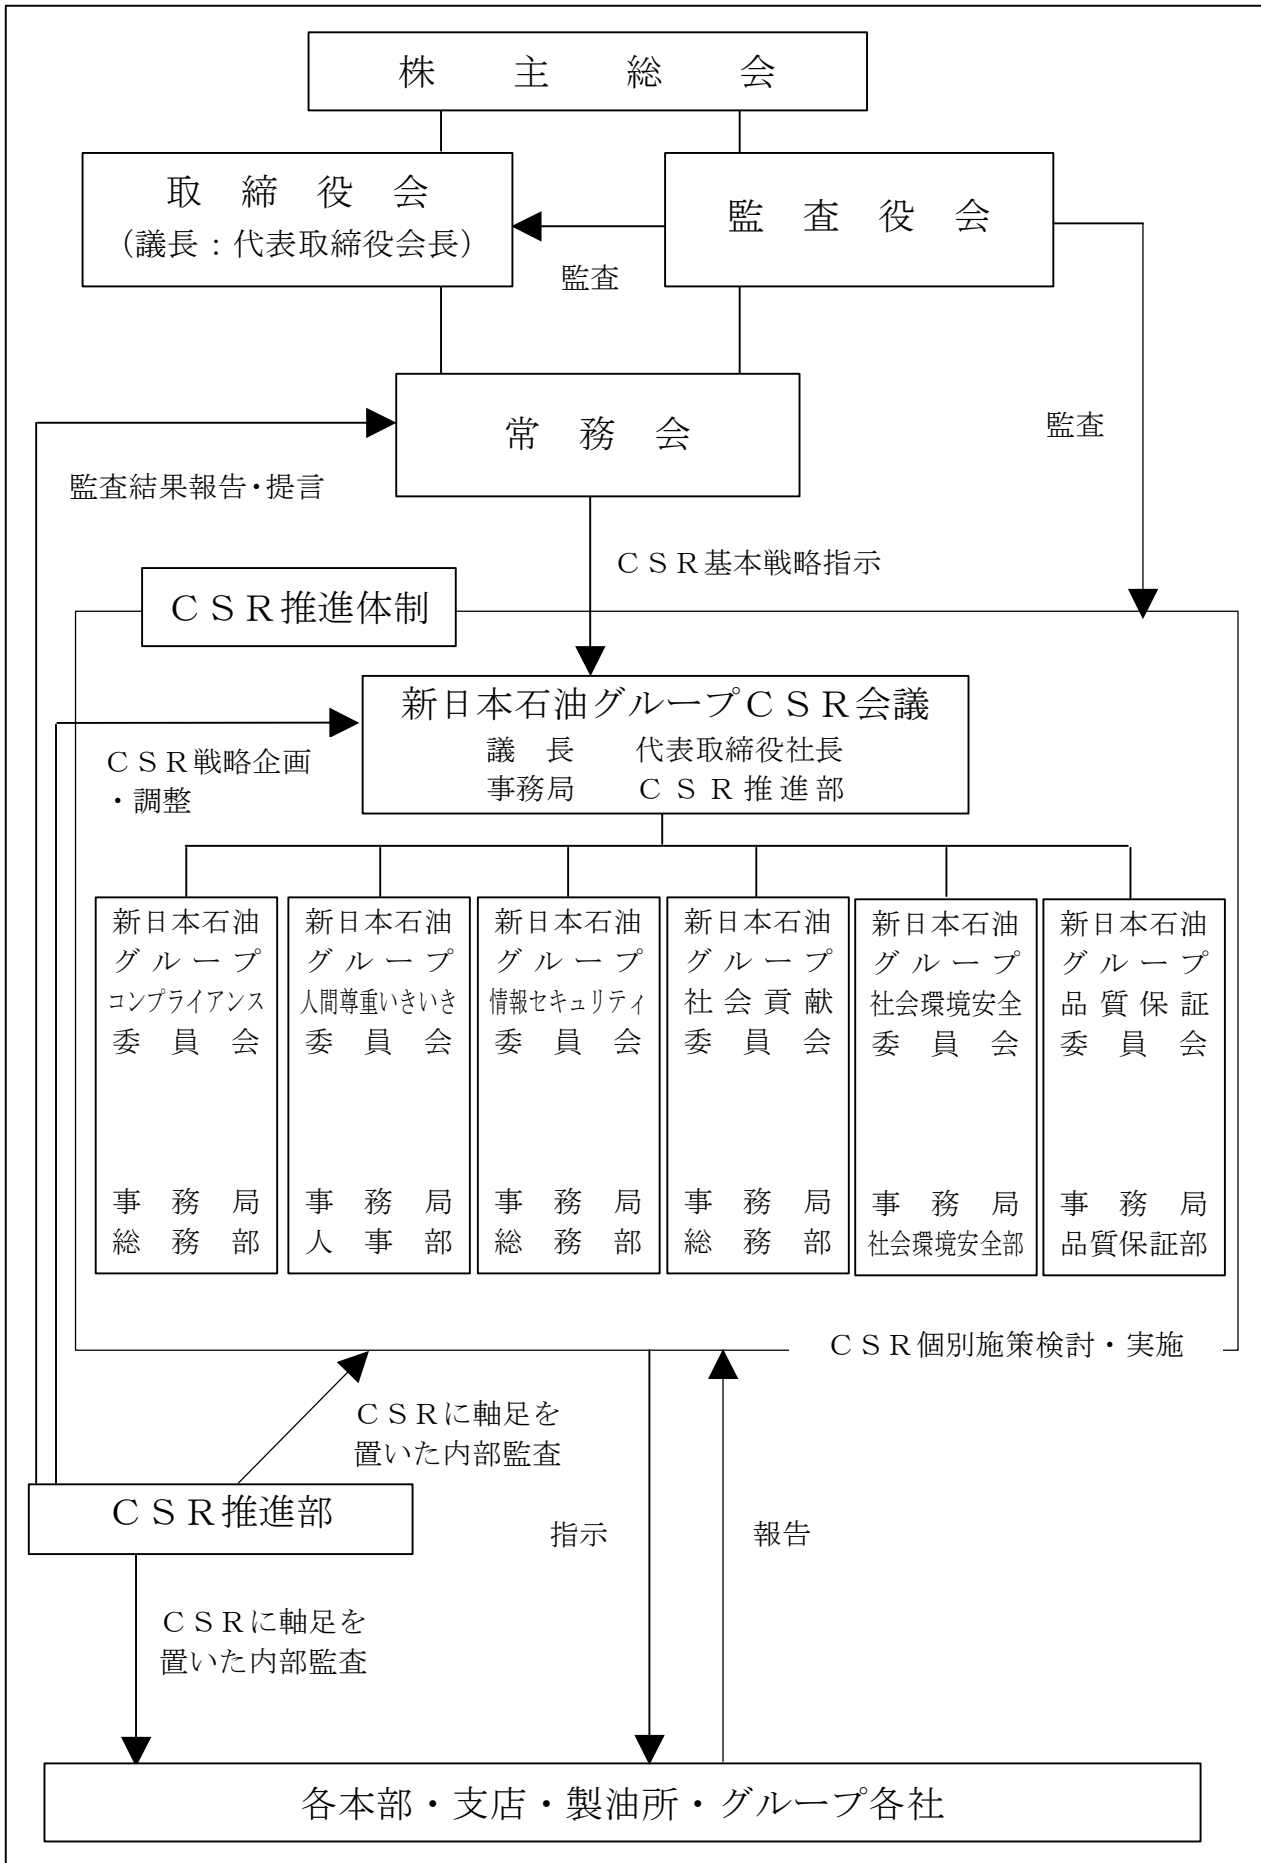 株主総会
取締役会
(議長：代表取締役会長)
監査役会
監査
常務会
監査
監査結果報告・提言
ＣＳＲ基本戦略指示
ＣＳＲ推進体制
新日本石油グループＣＳＲ会議
議長 代表取締役社長
事務局 ＣＳＲ推進部
ＣＳＲ戦略企画
・調整
新日本石油
グループ
コンプライアンス
委員会
事務局
総務部
新日本石油
グループ
人間尊重いきいき
委員会
事務局
人事部
新日本石油
グループ
情報セキュリティ
委員会
事務局
総務部
新日本石油
グループ
社会貢献
委員会
事務局
総務部
新日本石油
グループ
社会環境安全
委員会
事務局
社会環境安全部
新日本石油
グループ
品質保証
委員会
事務局
品質保証部
ＣＳＲ個別施策検討・実施
ＣＳＲに軸足を
置いた内部監査
ＣＳＲ推進部
指示
報告
ＣＳＲに軸足を
置いた内部監査
各本部・支店・製油所・グループ各社